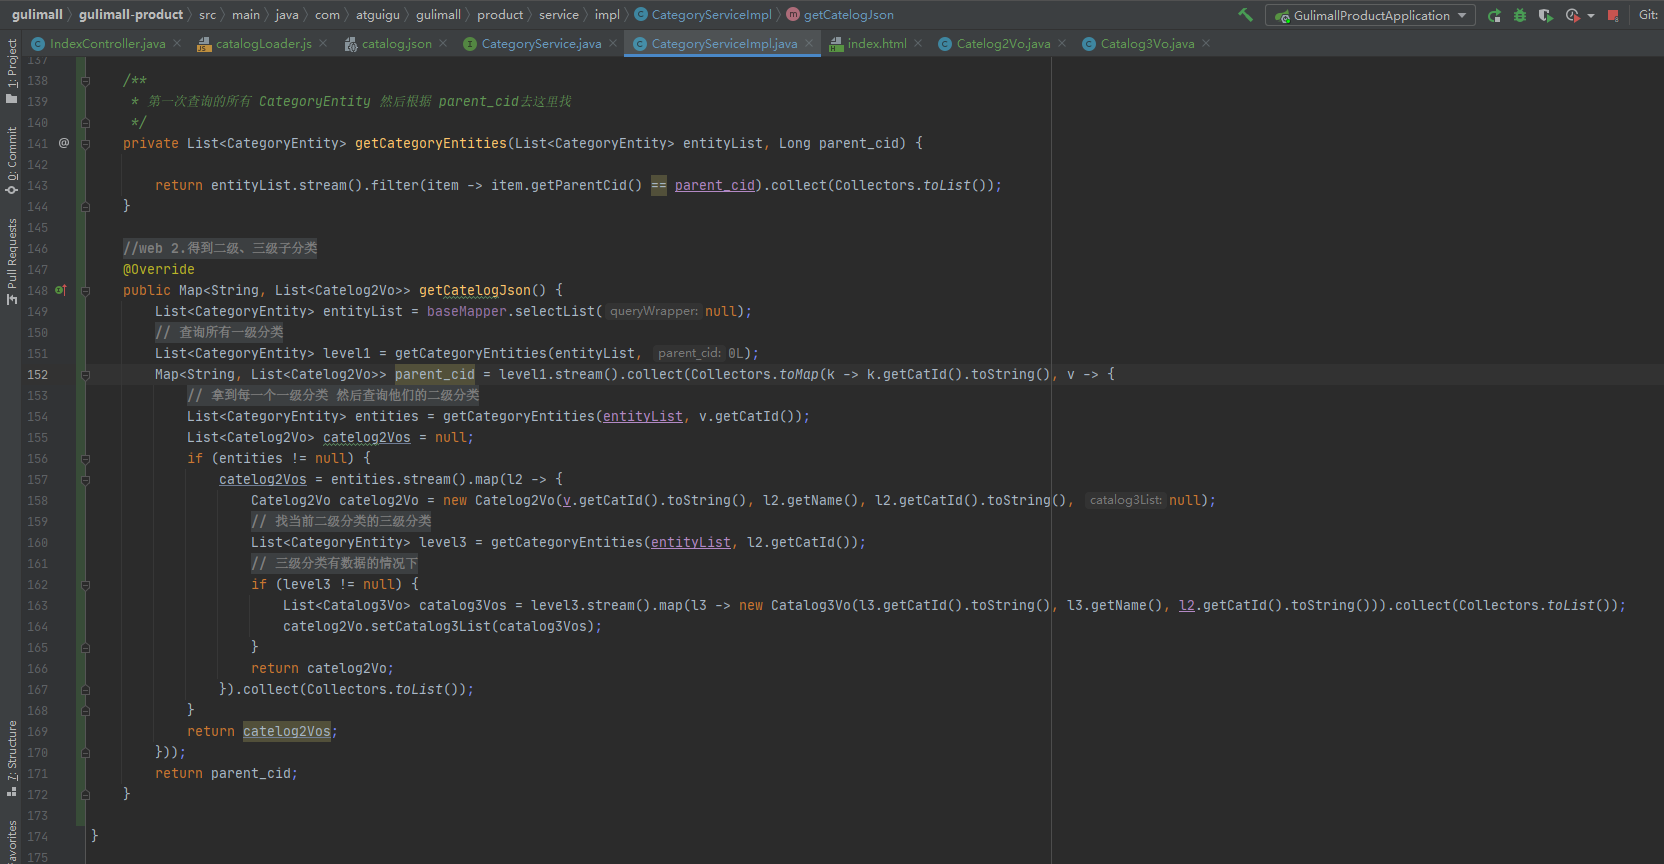 gulimall 〉 gulimall-product 〉 src 〉 main 〉 java 〉 com 〉 atguigu 〉 gulimall 〉 product 〉 service 〉 impl 〉 CategoryServiceImpl 〉 getCatelogJson GulimallProductApplication Git:
IndexController.java × catalogLoader.js × catalog.json × CategoryService.java × CategoryServiceImpl.java × index.html × Catelog2Vo.java × Catalog3Vo.java ×
1: Project
0: Commit
Pull Requests
7: Structure
avorites
137
138 /**
139 * 第一次查询的所有 CategoryEntity 然后根据 parent_cid去这里找
140 */
141 @ private List<CategoryEntity> getCategoryEntities(List<CategoryEntity> entityList, Long parent_cid) {
142
143 return entityList.stream().filter(item -> item.getParentCid() == parent_cid).collect(Collectors.toList());
144 }
145
146 //web 2.得到二级、三级子分类
147 @Override
148 public Map<String, List<Catelog2Vo>> getCatelogJson() {
149 List<CategoryEntity> entityList = baseMapper.selectList( queryWrapper: null);
150 // 查询所有一级分类
151 List<CategoryEntity> level1 = getCategoryEntities(entityList, parent_cid: 0L);
152 Map<String, List<Catelog2Vo>> parent_cid = level1.stream().collect(Collectors.toMap(k -> k.getCatId().toString(), v -> {
153 // 拿到每一个一级分类 然后查询他们的二级分类
154 List<CategoryEntity> entities = getCategoryEntities(entityList, v.getCatId());
155 List<Catelog2Vo> catelog2Vos = null;
156 if (entities != null) {
157 catelog2Vos = entities.stream().map(l2 -> {
158 Catelog2Vo catelog2Vo = new Catelog2Vo(v.getCatId().toString(), l2.getName(), l2.getCatId().toString(), catalog3List: null);
159 // 找当前二级分类的三级分类
160 List<CategoryEntity> level3 = getCategoryEntities(entityList, l2.getCatId());
161 // 三级分类有数据的情况下
162 if (level3 != null) {
163 List<Catalog3Vo> catalog3Vos = level3.stream().map(l3 -> new Catalog3Vo(l3.getCatId().toString(), l3.getName(), l2.getCatId().toString())).collect(Collectors.toList());
164 catelog2Vo.setCatalog3List(catalog3Vos);
165 }
166 return catelog2Vo;
167 }).collect(Collectors.toList());
168 }
169 return catelog2Vos;
170 }));
171 return parent_cid;
172 }
173
174 }
175